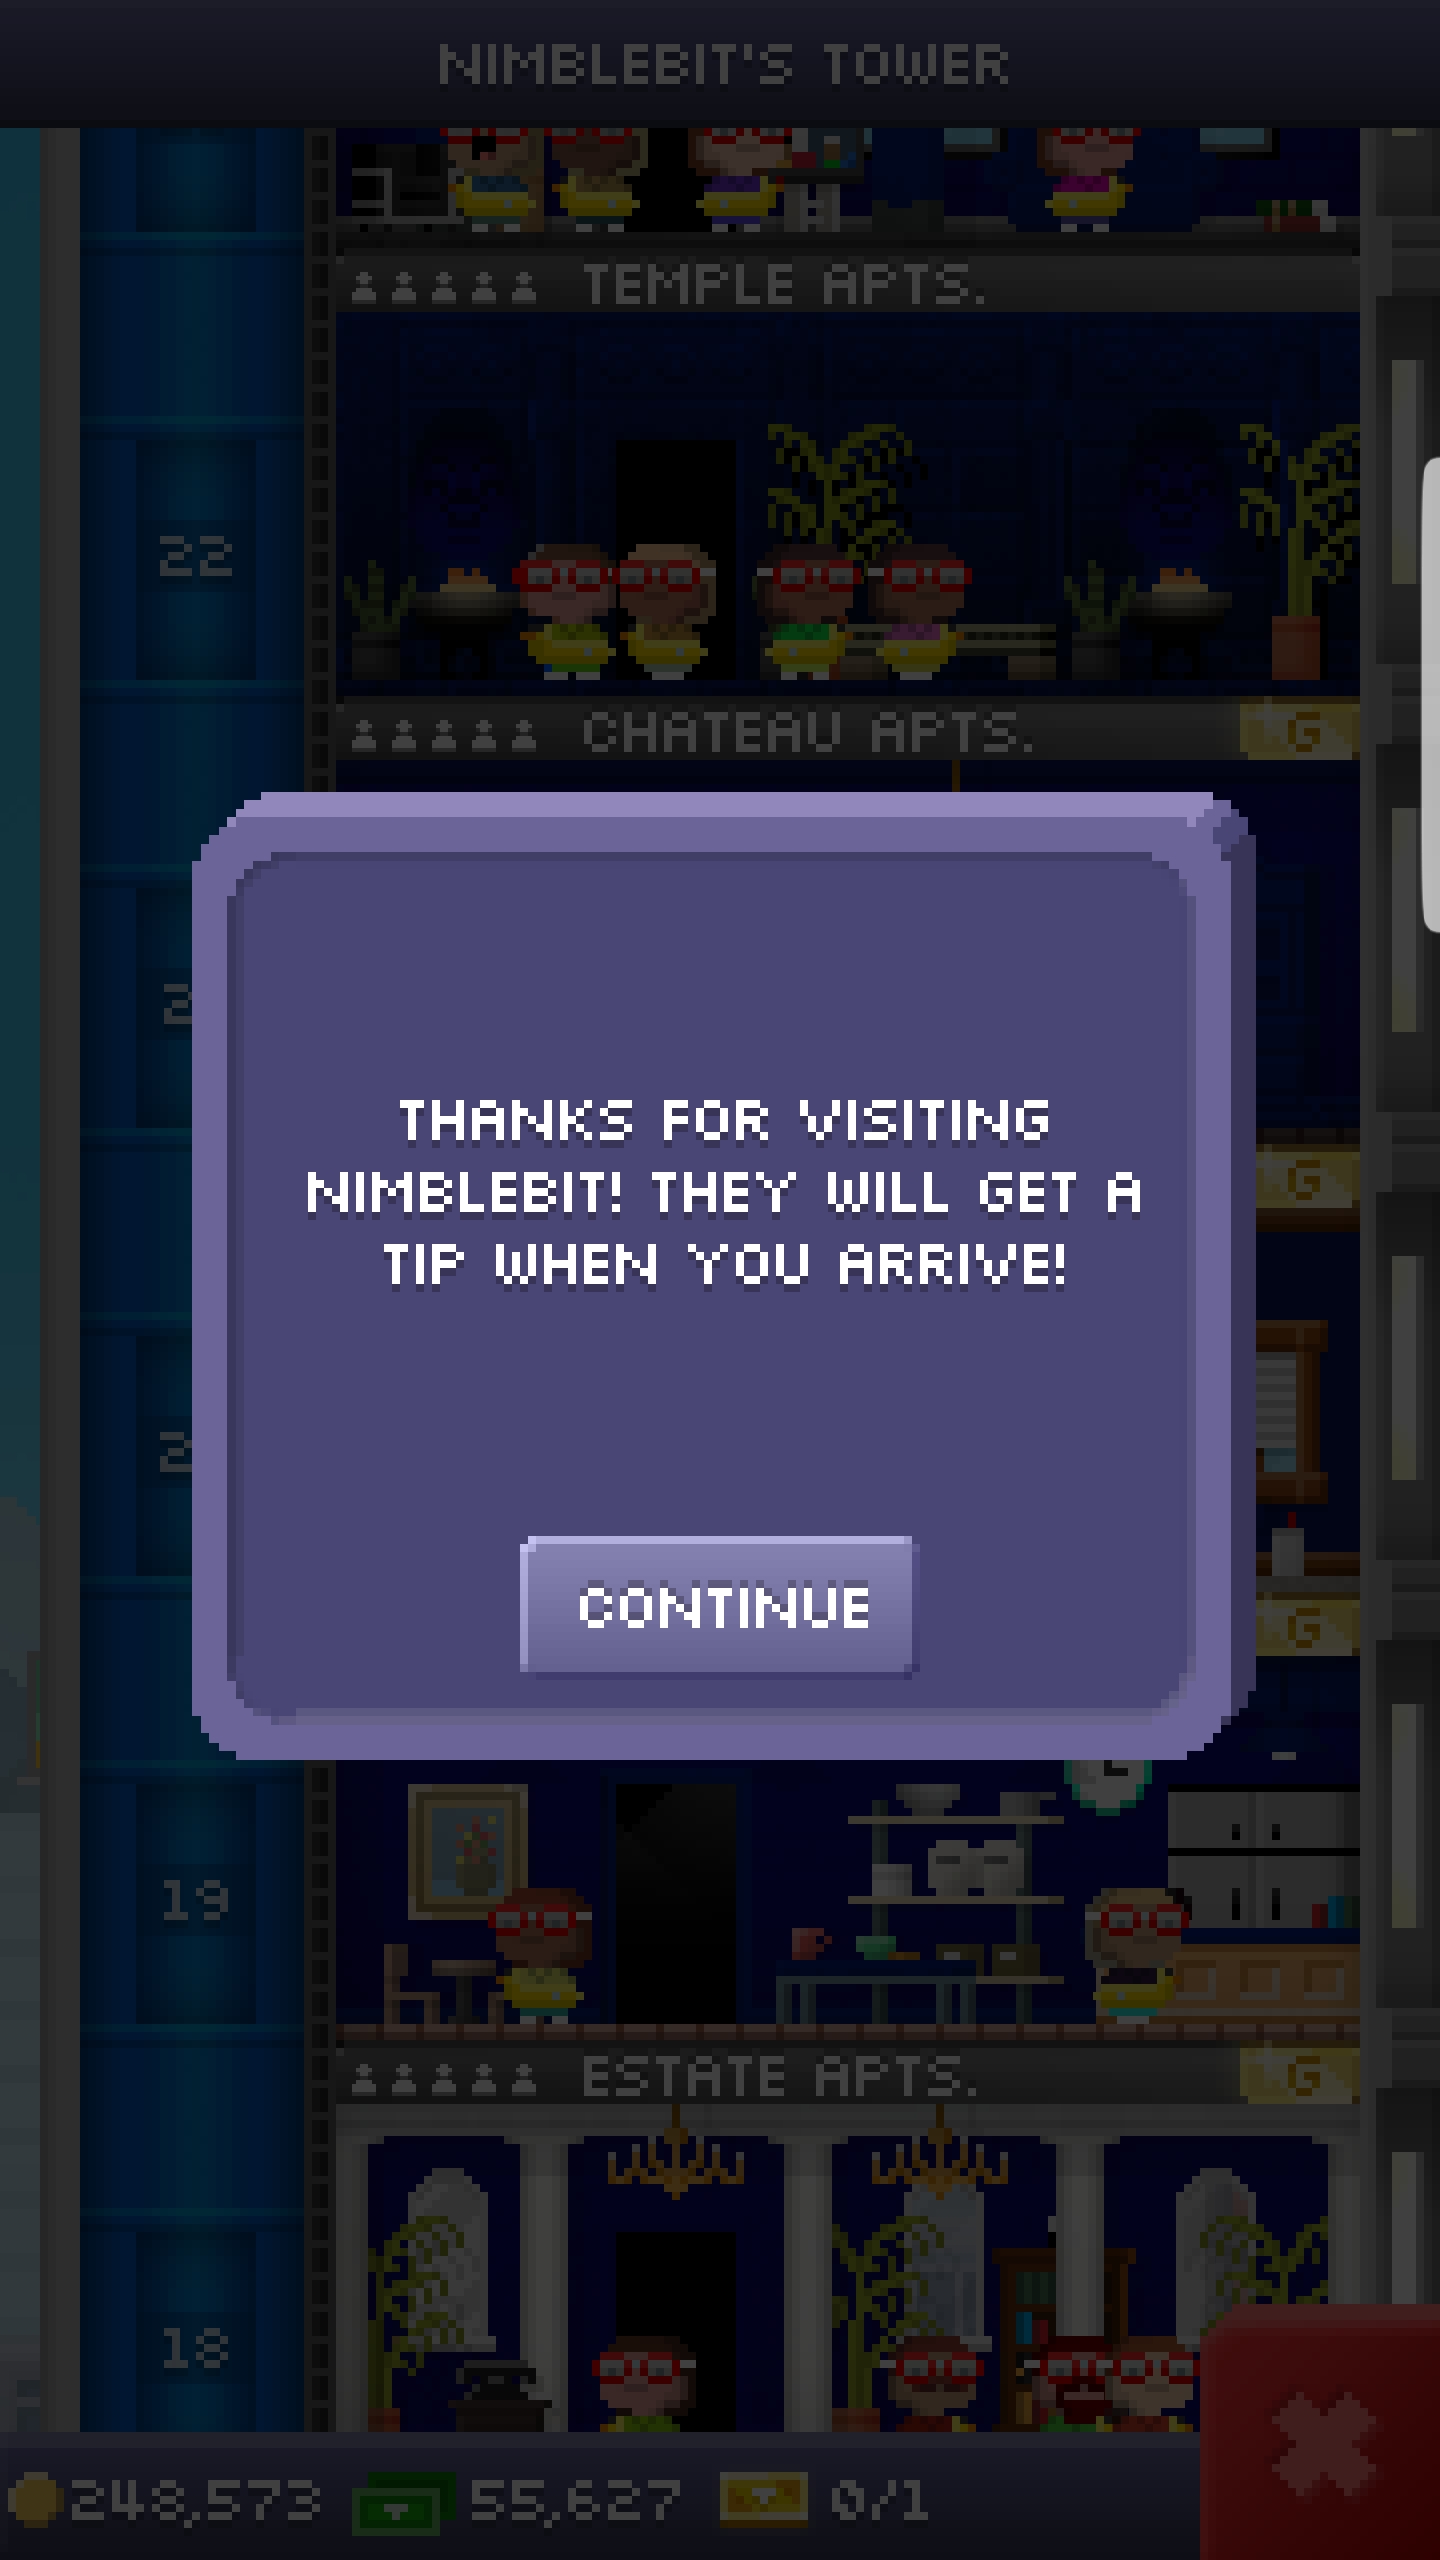 NIMBLEBIT'S TOWER
TEMPLE APTS.
22
CHATEAU APTS.
G
THANKS FOR VISITING
NIMBLEBIT! THEY WILL GET A
TIP WHEN YOU ARRIVE!
G
CONTINUE
G
19
ESTATE APTS.
G
18
248,573 55,627 0/1